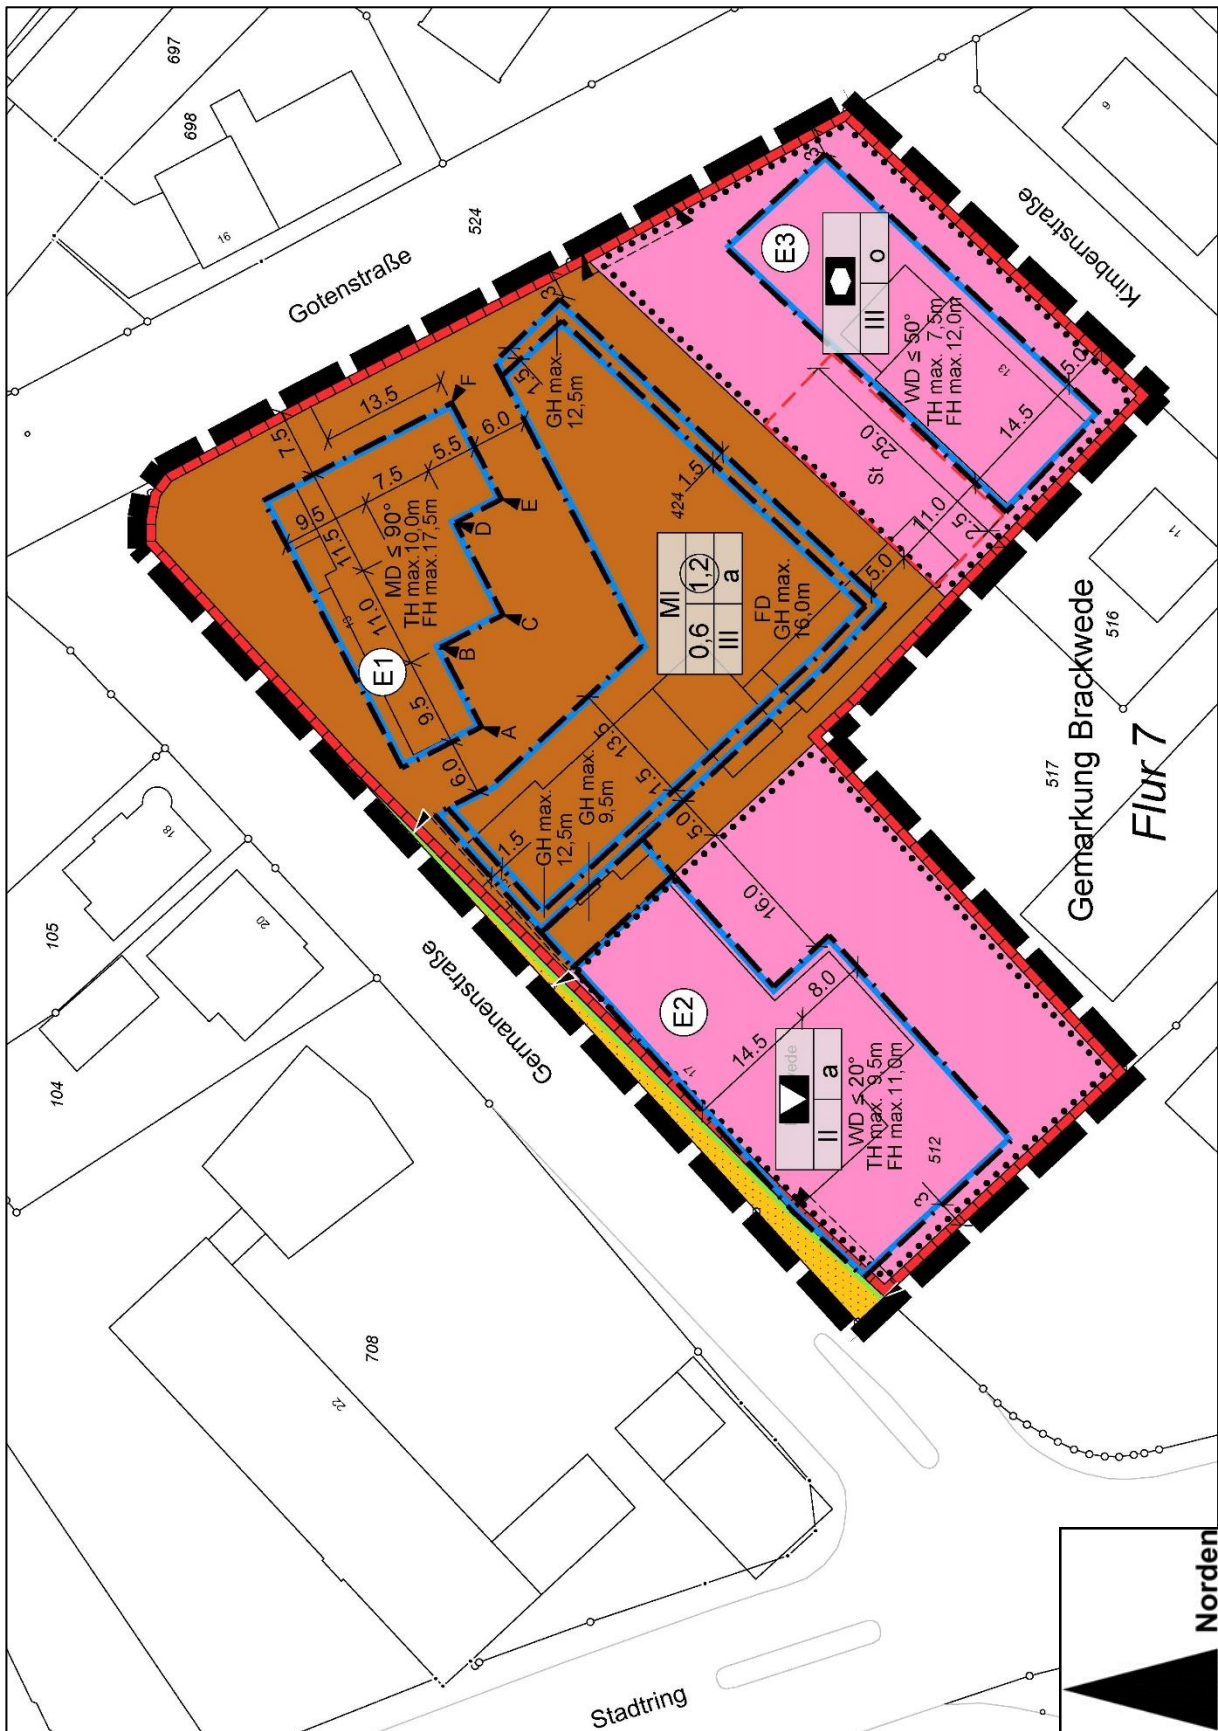 697
698
16
524
Gotenstraße
9
Kimbernstraße
3
E3
III
o
WD ≤ 50°
TH max. 7,5m
FH max.12,0m
13
5.0
14.5
25.0
St
11.0
2.5
5.0
7.5
13.5
F
9.5
7.5
5.5
6.0
11.5
MD ≤ 90°
TH max.10,0m
FH max.17,5m
D
E
11.0
C
E1
B
9.5
A
6.0
3
1.5
GH max.
12,5m
1.5
424
MI
0,6
1,2
III
a
FD
GH max.
16,0m
13.5
1.5
GH max.
9,5m
GH max.
12,5m
1.5
5.0
16.0
E2
8.0
14.5
17
II
a
WD ≤ 20°
TH max. 9,5m
FH max.11,0m
512
3
11
516
517
Gemarkung Brackwede
Flur 7
18
105
20
104
Germanenstraße
708
22
Stadtring
Norden